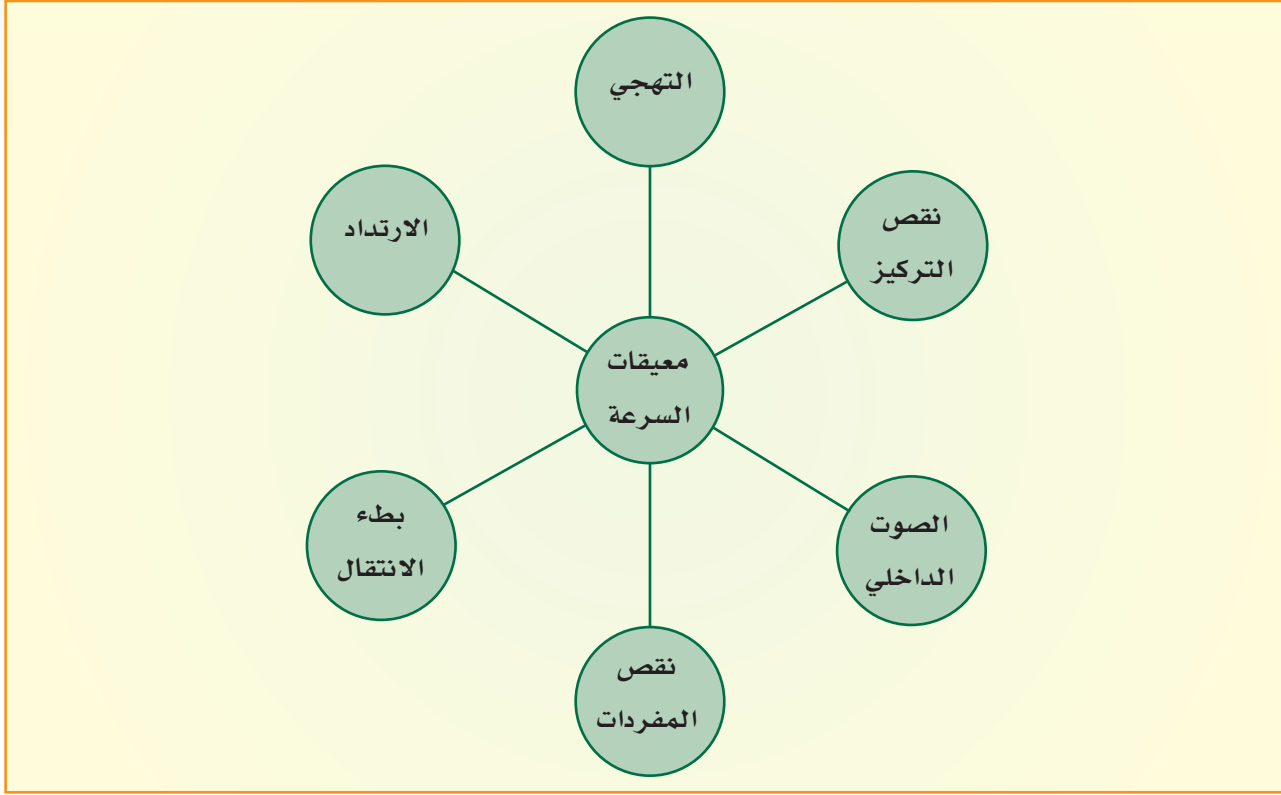 التهجي
نقص
التركيز
الارتداد
معيقات
السرعة
الصوت
الداخلي
بطء
الانتقال
نقص
المفردات